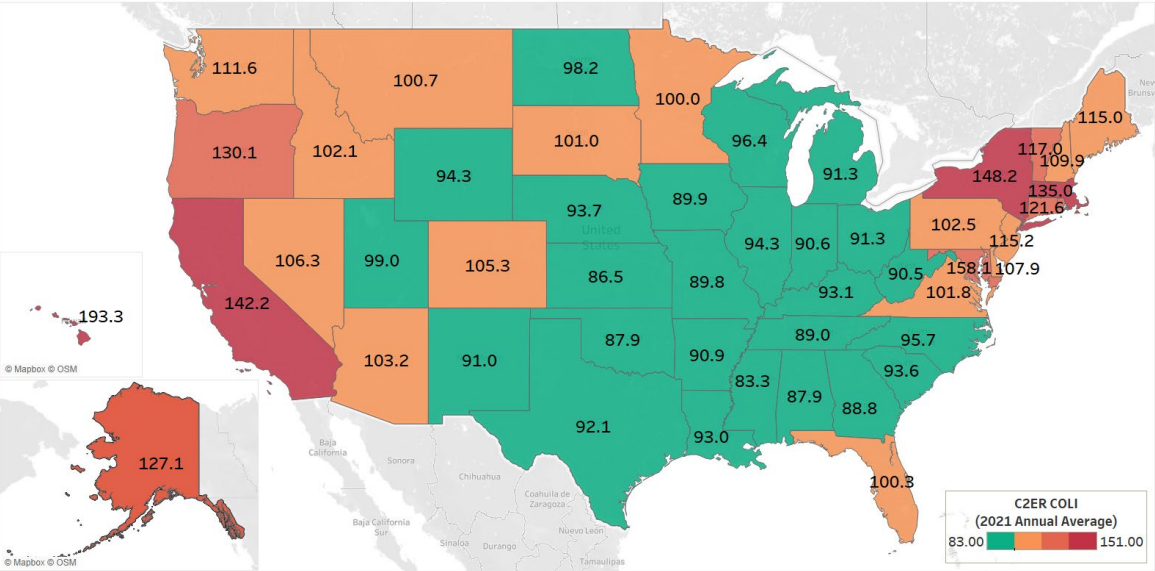 New
Brunsw
111.6
100.7
98.2
100.0
115.0
117.0
109.9
130.1
102.1
101.0
96.4
91.3
148.2
135.0
121.6
94.3
89.9
93.7
United
States
102.5
115.2
106.3
99.0
105.3
86.5
94.3
90.6
91.3
90.5
158.1
107.9
142.2
89.8
93.1
101.8
193.3
103.2
91.0
87.9
90.9
89.0
95.7
93.6
83.3
87.9
88.8
92.1
93.0
100.3
127.1
© Mapbox © OSM
© Mapbox © OSM
Baja
California
Sonora
Chihuahua
Coahuila de
Zaragoza
Baja California
Sur
Sinaloa
Durango
Nuevo León
Tamaulipas
C2ER COLI
(2021 Annual Average)
83.00 151.00